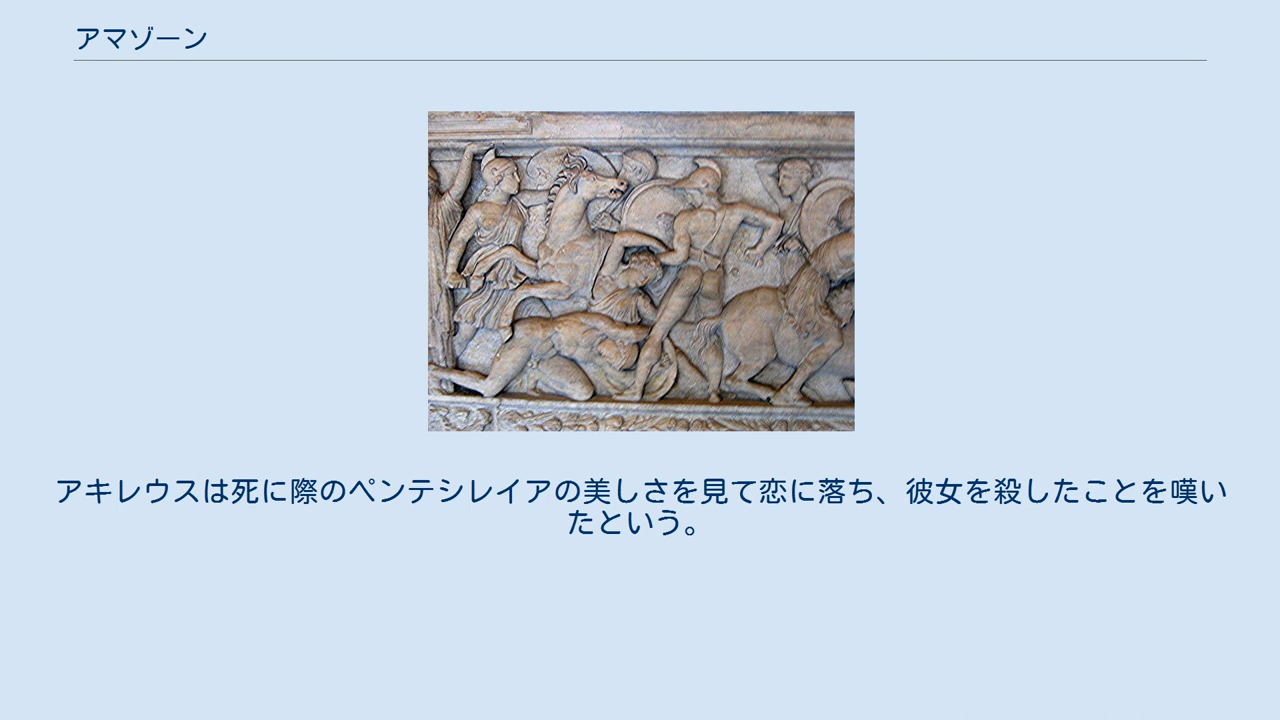 アマゾーン
アキレウスは死に際のペンテシレイアの美しさを見て恋に落ち、彼女を殺したことを嘆い
たという。